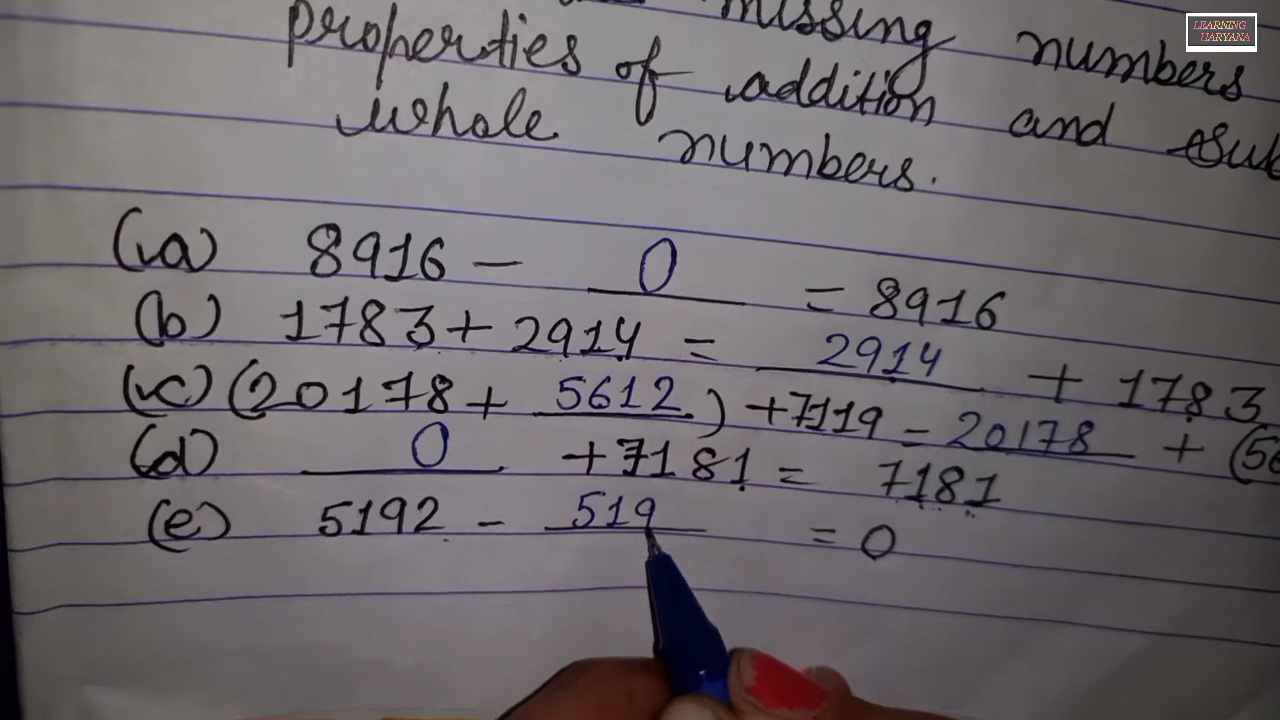 missing numbers
properties of addition and
whole numbers.
(a) 8916 - 0 = 8916
(b) 1783 + 2914 = 2914 + 1783
(c) (20178 + 5612) + 7119 = 20178 + (56
(d) 0 + 7181 = 7181
(e) 5192 - 519 = 0
LEARNING
HARYANA